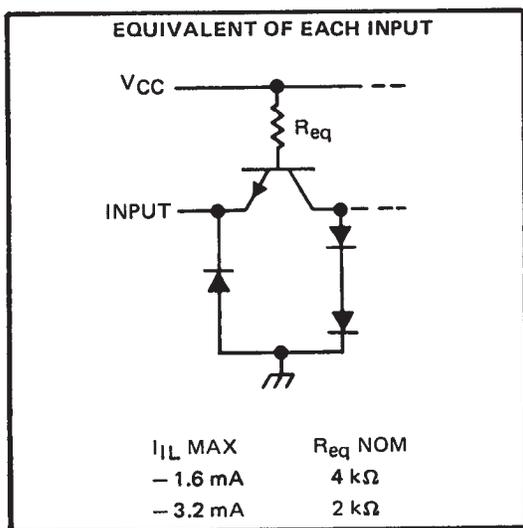 EQUIVALENT OF EACH INPUT
VCC
Req
INPUT
IIL MAX Req NOM
– 1.6 mA 4 kΩ
– 3.2 mA 2 kΩ